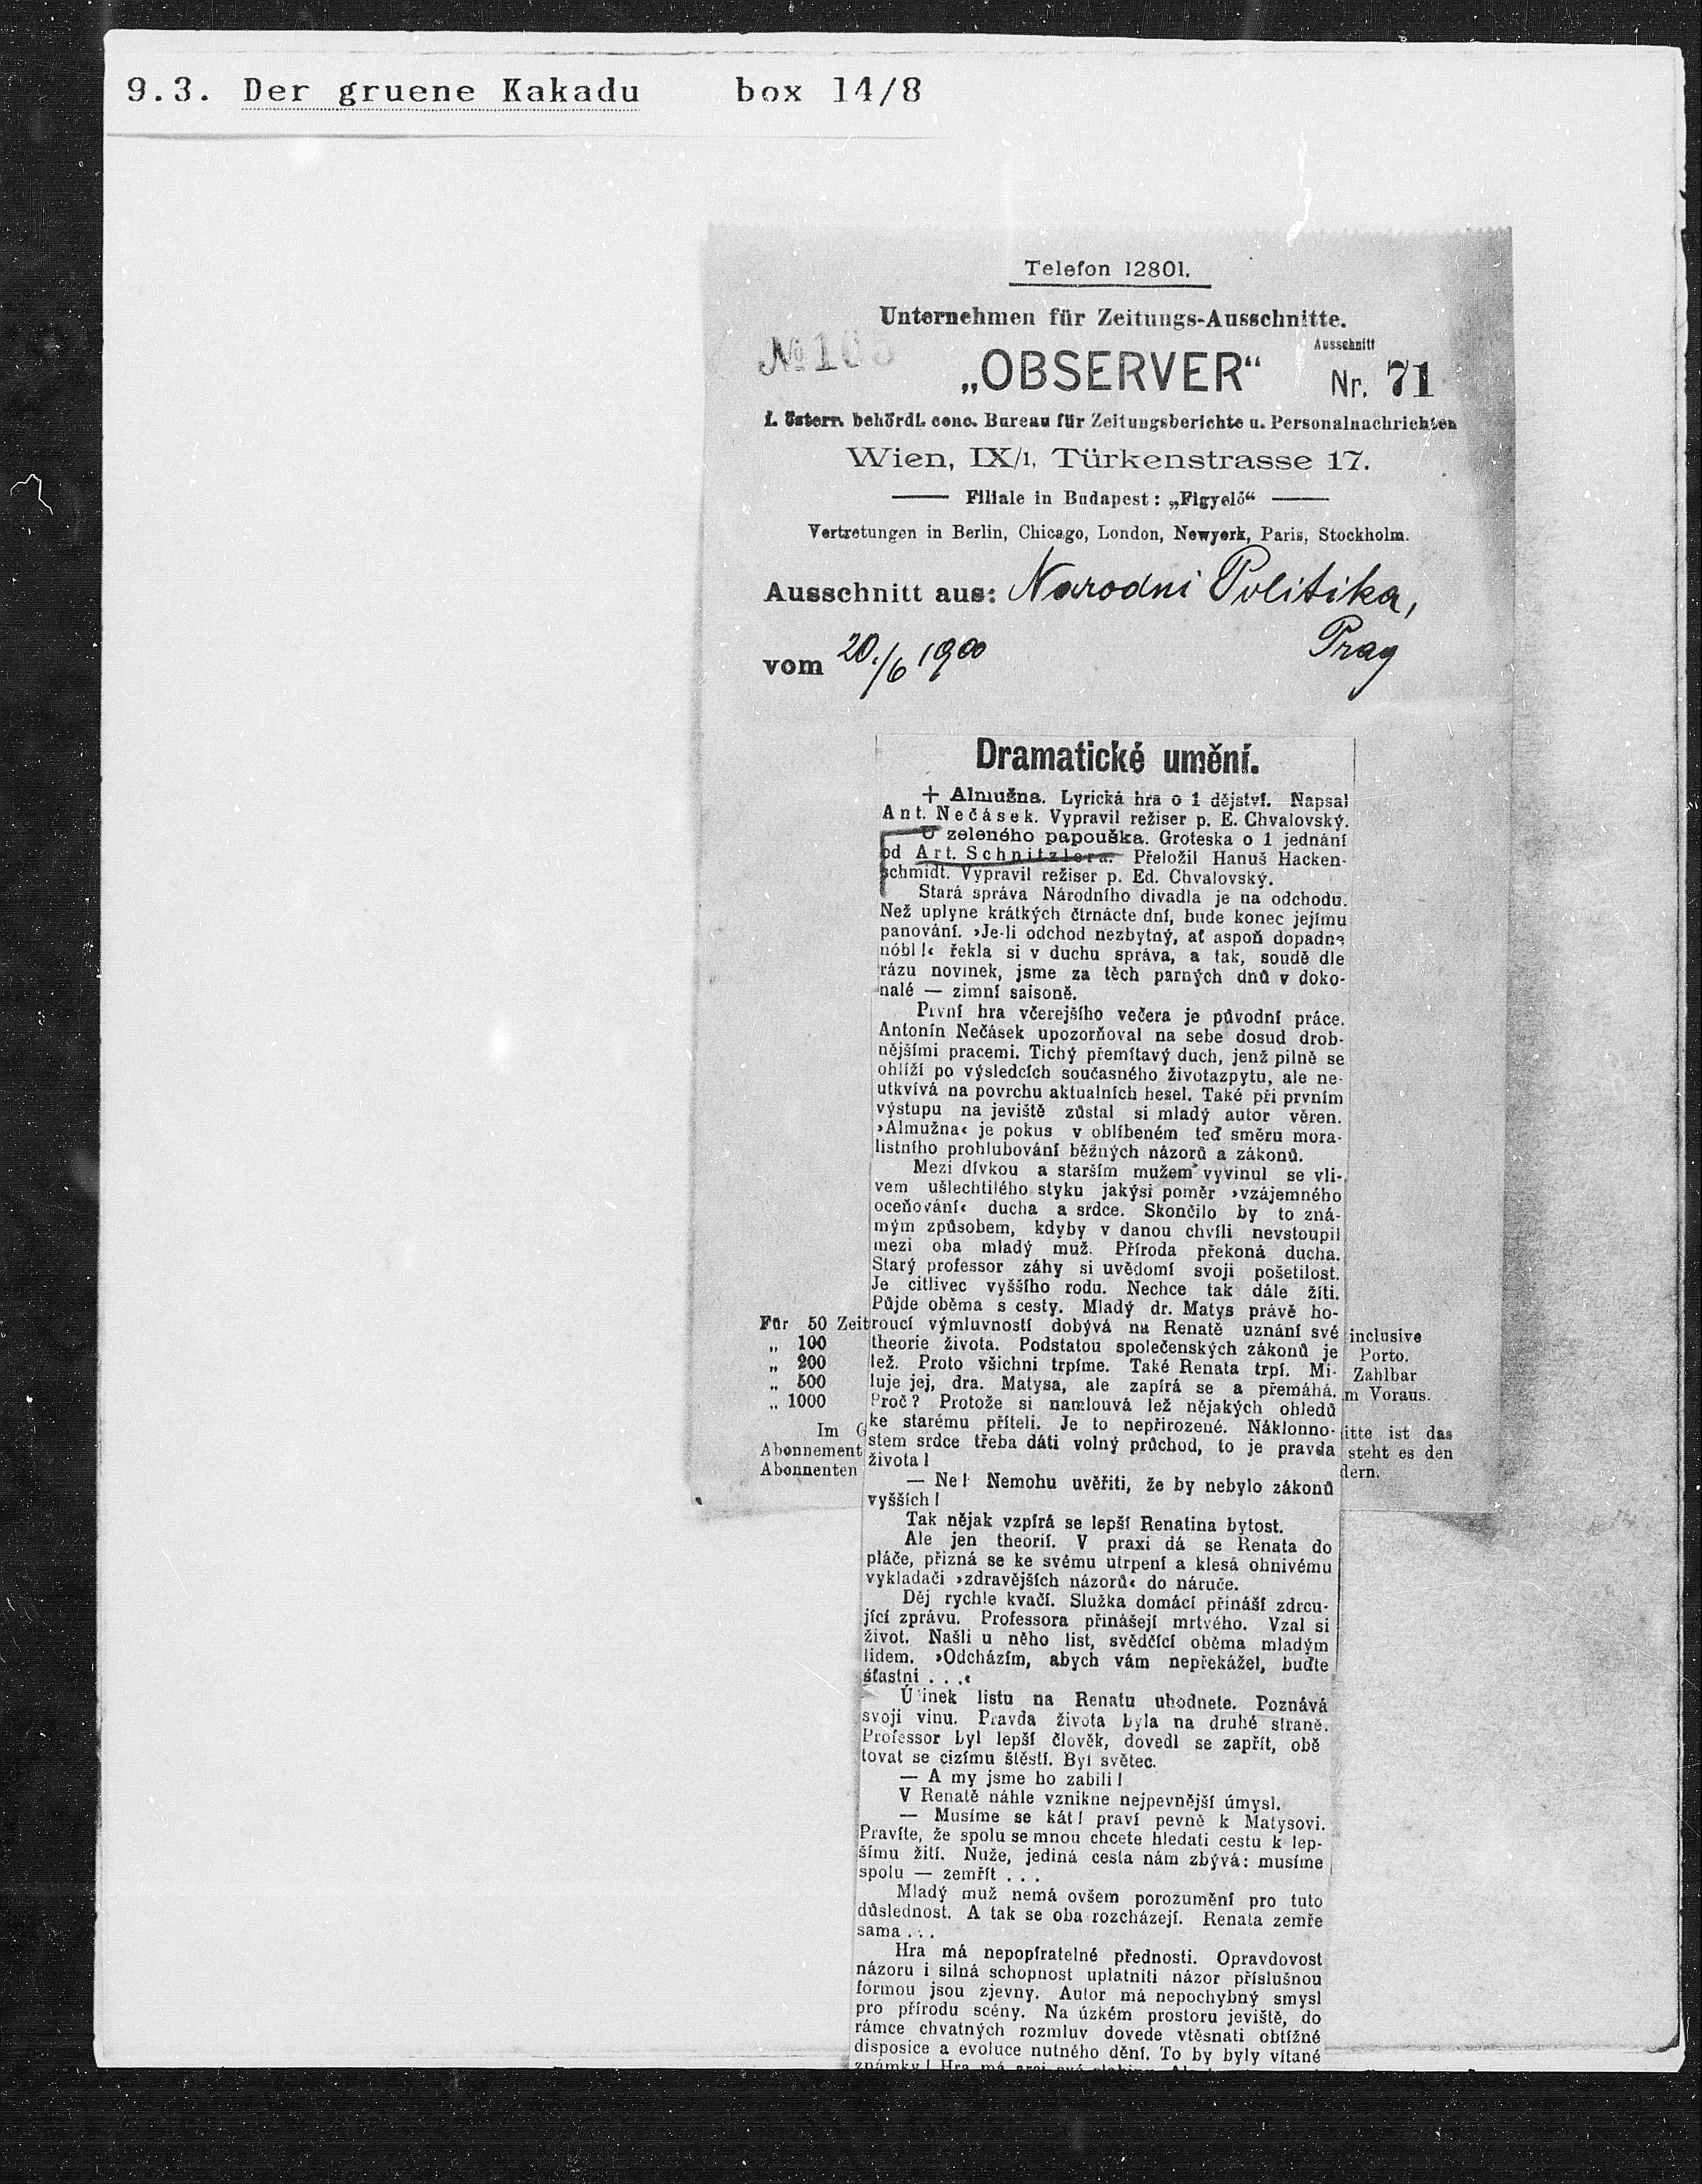 9.3. Der gruene Kakadu box 14/8
Telefon 12801.
Unternehmen für Zeitungs-Ausschnitte.
№ 10
Ausschnitt
„OBSERVER“ Nr. 71
I. österr. behördl. conc. Bureau für Zeitungsberichte u. Personalnachrichten
Wien, IX/1, Türkenstrasse 17.
Filiale in Budapest: „Figyelő“
Vertretungen in Berlin, Chicago, London, Newyork, Paris, Stockholm.
Ausschnitt aus: Narodni Politika,
Prag
vom 20./6 1900
Dramatické umění.
+ Almužna. Lyrická hra o 1 dějství. Napsal
Ant. Nečásek. Vypravil režiser p. E. Chvalovský.
U zeleného papouška. Groteska o 1 jednání
od Art. Schnitzlera. Přeložil Hanuš Hacken-
schmidt. Vypravil režiser p. Ed. Chvalovský.
Stará správa Národního divadla je na odchodu.
Než uplyne krátkých čtrnácte dní, bude konec jejímu
panování. »Je-li odchod nezbytný, ať aspoň dopadne
nóbl!« řekla si v duchu správa, a tak, soudě dle
rázu novinek, jsme za těch parných dnů v doko-
nalé — zimní saisoně.
První hra včerejšího večera je původní práce.
Antonín Nečásek upozorňoval na sebe dosud drob-
nějšími pracemi. Tichý přemítavý duch, jenž pilně se
ohlíží po výsledcích současného životazpytu, ale ne-
utkvívá na povrchu aktualních hesel. Také při prvním
výstupu na jeviště zůstal si mladý autor věren.
»Almužna« je pokus v oblíbeném teď směru mora-
listního prohlubování běžných názorů a zákonů.
Mezi dívkou a starším mužem vyvinul se vli-
vem ušlechtilého styku jakýsi poměr »vzájemného
oceňování« ducha a srdce. Skončilo by to zná-
mým způsobem, kdyby v danou chvíli nevstoupil
mezi oba mladý muž. Příroda překoná ducha.
Starý professor záhy si uvědomí svoji pošetilost.
Je citlivec vyššího rodu. Nechce tak dále žíti.
Půjde oběma s cesty. Mladý dr. Matys právě ho-
Für 50 Zeit roucí výmluvností dobývá na Renatě uznání své inclusive
„ 100 theorie života. Podstatou společenských zákonů je Porto.
„ 200 lež. Proto všichni trpíme. Také Renata trpí. Mi- Zahlbar
„ 500 luje jej, dra. Matysa, ale zapírá se a přemáhá. m Voraus.
„ 1000 Proč? Protože si namlouvá lež nějakých ohledů
ke starému příteli. Je to nepřirozené. Náklonno-
Im G stem srdce třeba dáti volný průchod, to je pravda itte ist das
Abonnement života! steht es den
Abonnenten dern.
— Ne! Nemohu uvěřiti, že by nebylo zákonů
vyšších!
Tak nějak vzpírá se lepší Renatina bytost.
Ale jen theorií. V praxi dá se Renata do
pláče, přizná se ke svému utrpení a klesá ohnivému
vykladači »zdravějších názorů« do náruče.
Děj rychle kvačí. Služka domácí přináší zdrcu-
jící zprávu. Professora přinášejí mrtvého. Vzal si
život. Našli u něho list, svědčící oběma mladým
lidem. »Odcházím, abych vám nepřekážel, buďte
šťastni . . .«
Ú inek listu na Renatu uhodnete. Poznává
svoji vinu. Pravda života byla na druhé straně.
Professor byl lepší člověk, dovedl se zapřít, obě
tovat se cizímu štěstí. Byl světec.
— A my jsme ho zabili!
V Renatě náhle vznikne nejpevnější úmysl.
— Musíme se kát! praví pevně k Matysovi.
Pravíte, že spolu se mnou chcete hledati cestu k lep-
šímu žití. Nuže, jediná cesta nám zbývá: musíme
spolu — zemřít . . .
Mladý muž nemá ovšem porozumění pro tuto
důslednost. A tak se oba rozcházejí. Renata zemře
sama . . .
Hra má nepopíratelné přednosti. Opravdovost
názoru i silná schopnost uplatniti názor příslušnou
formou jsou zjevny. Autor má nepochybný smysl
pro přírodu scény. Na úzkém prostoru jeviště, do
rámce chvatných rozmluv dovede vtěsnati obtížné
disposice a evoluce nutného dění. To by byly vítané
známky! Hra má